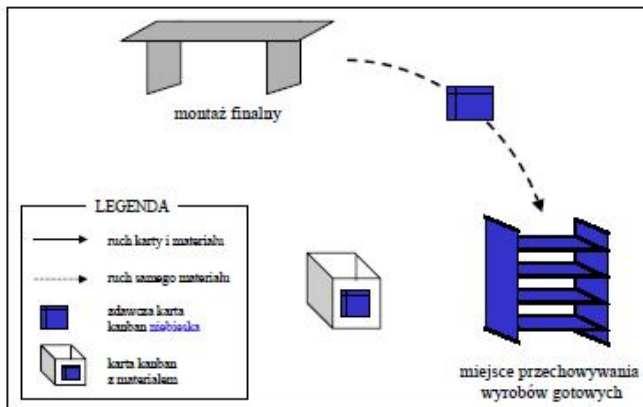 montaż finalny
LEGENDA
ruch karty i materiału
ruch samego materiału
zdawcza karta
kanban niebieska
karta kanban
z materiałem
miejsce przechowywania
wyrobów gotowych